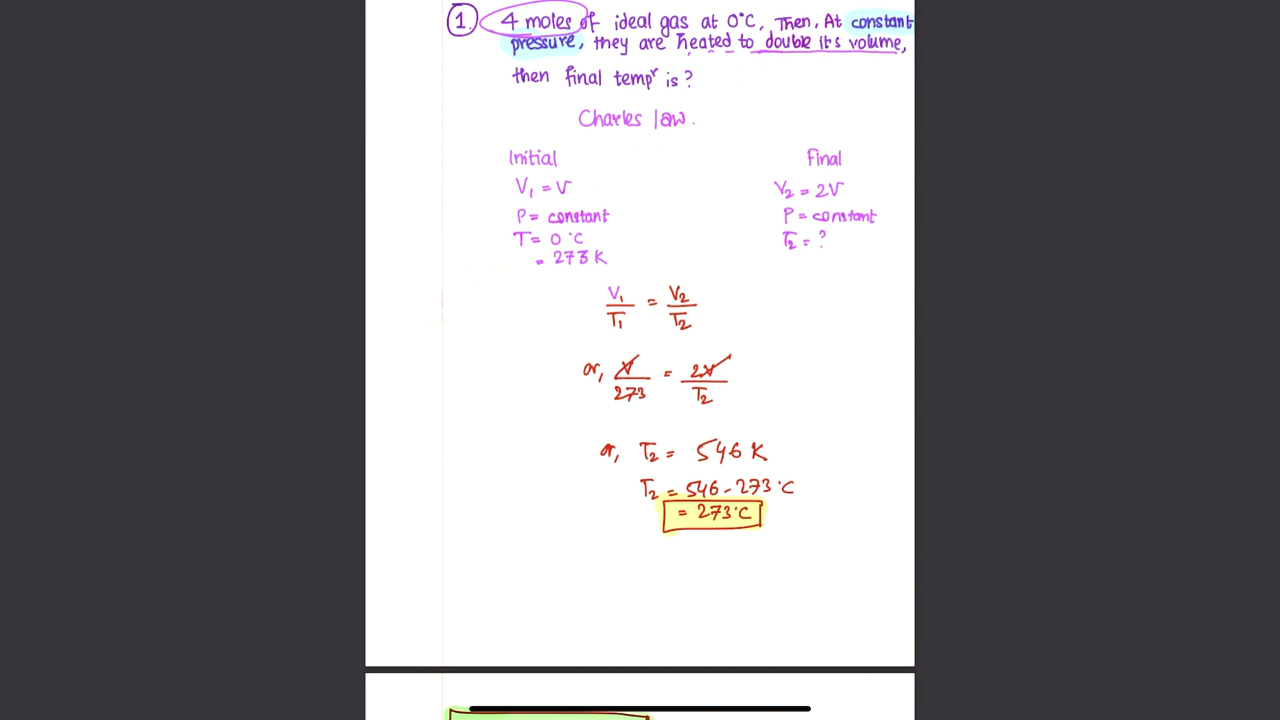 1. 4 moles of ideal gas at 0°C. Then, At constant
pressure, they are heated to double its volume,
then final tempr is?
Charles law.
Initial
Final
V₁ = V
V₂ = 2V
P = constant
P = constant
T = 0 °C
T₂ = ?
= 273 K
V₁/T₁ = V₂/T₂
or, V/273 = 2V/T₂
or, T₂ = 546 K
T₂ = 546 - 273 °C
= 273 °C